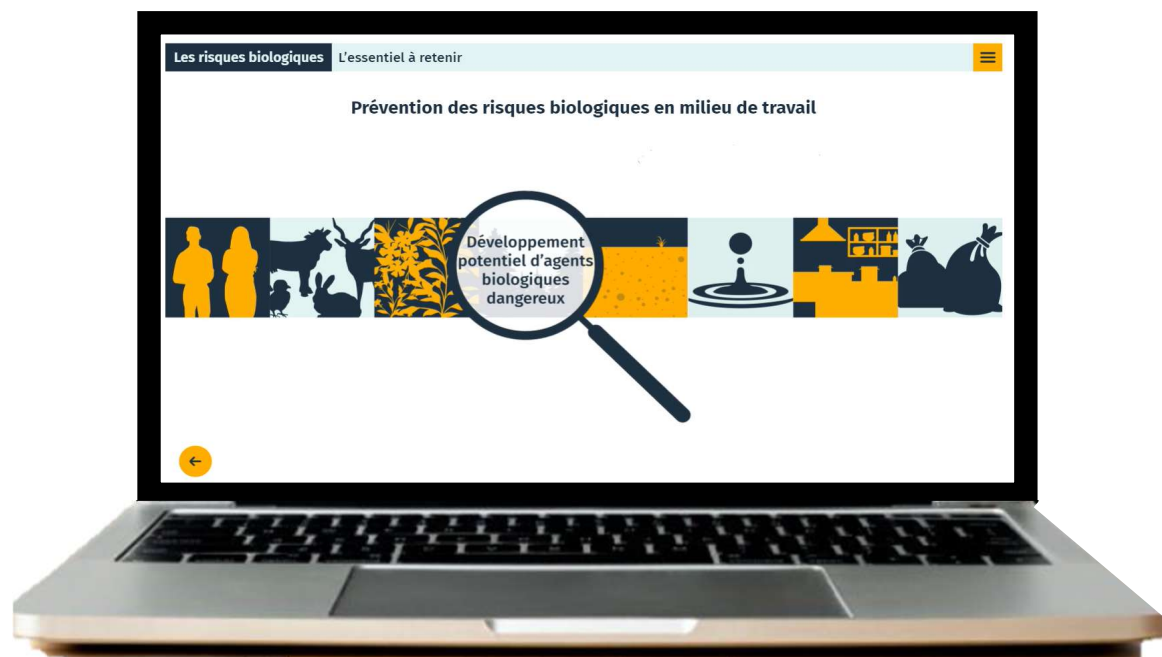 Les risques biologiques L'essentiel à retenir
Prévention des risques biologiques en milieu de travail
Développement
potentiel d'agents
biologiques
dangereux